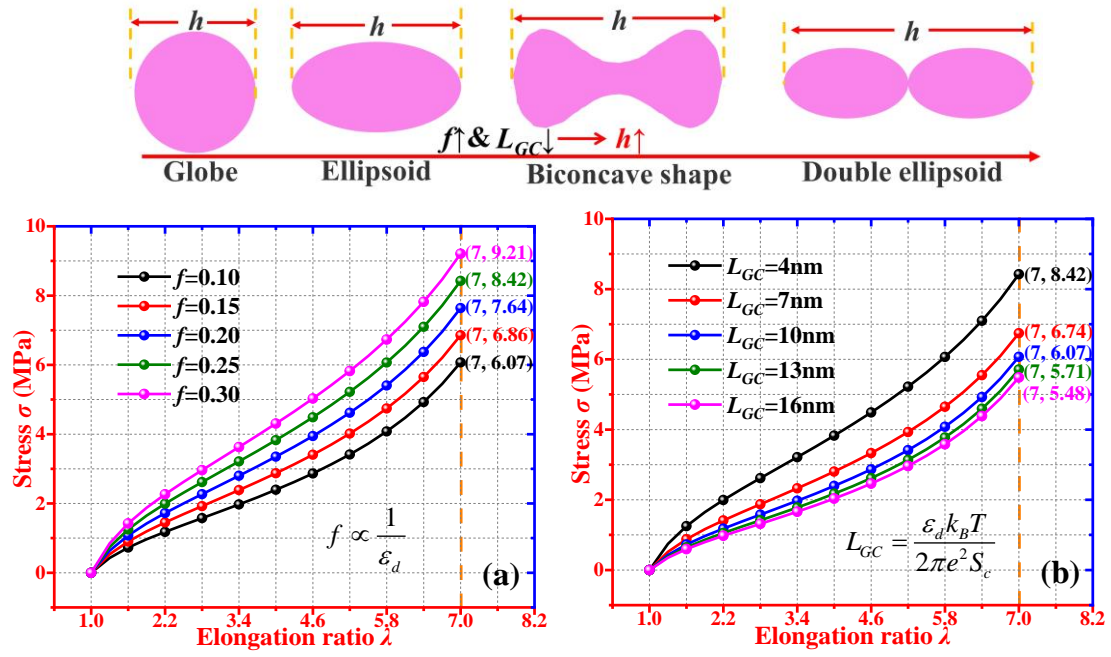 h h h h
f↑ & L_GC↓ → h↑
Globe Ellipsoid Biconcave shape Double ellipsoid
10
8
6
4
2
0
Stress σ (MPa)
f=0.10
f=0.15
f=0.20
f=0.25
f=0.30
(7, 9.21)
(7, 8.42)
(7, 7.64)
(7, 6.86)
(7, 6.07)
f ∝ 1/ε_d
(a)
1.0 2.2 3.4 4.6 5.8 7.0 8.2
Elongation ratio λ
10
8
6
4
2
0
Stress σ (MPa)
L_GC=4nm
L_GC=7nm
L_GC=10nm
L_GC=13nm
L_GC=16nm
(7, 8.42)
(7, 6.74)
(7, 6.07)
(7, 5.71)
(7, 5.48)
L_GC = ε_d k_B T / 2πe² S_c
(b)
1.0 2.2 3.4 4.6 5.8 7.0 8.2
Elongation ratio λ